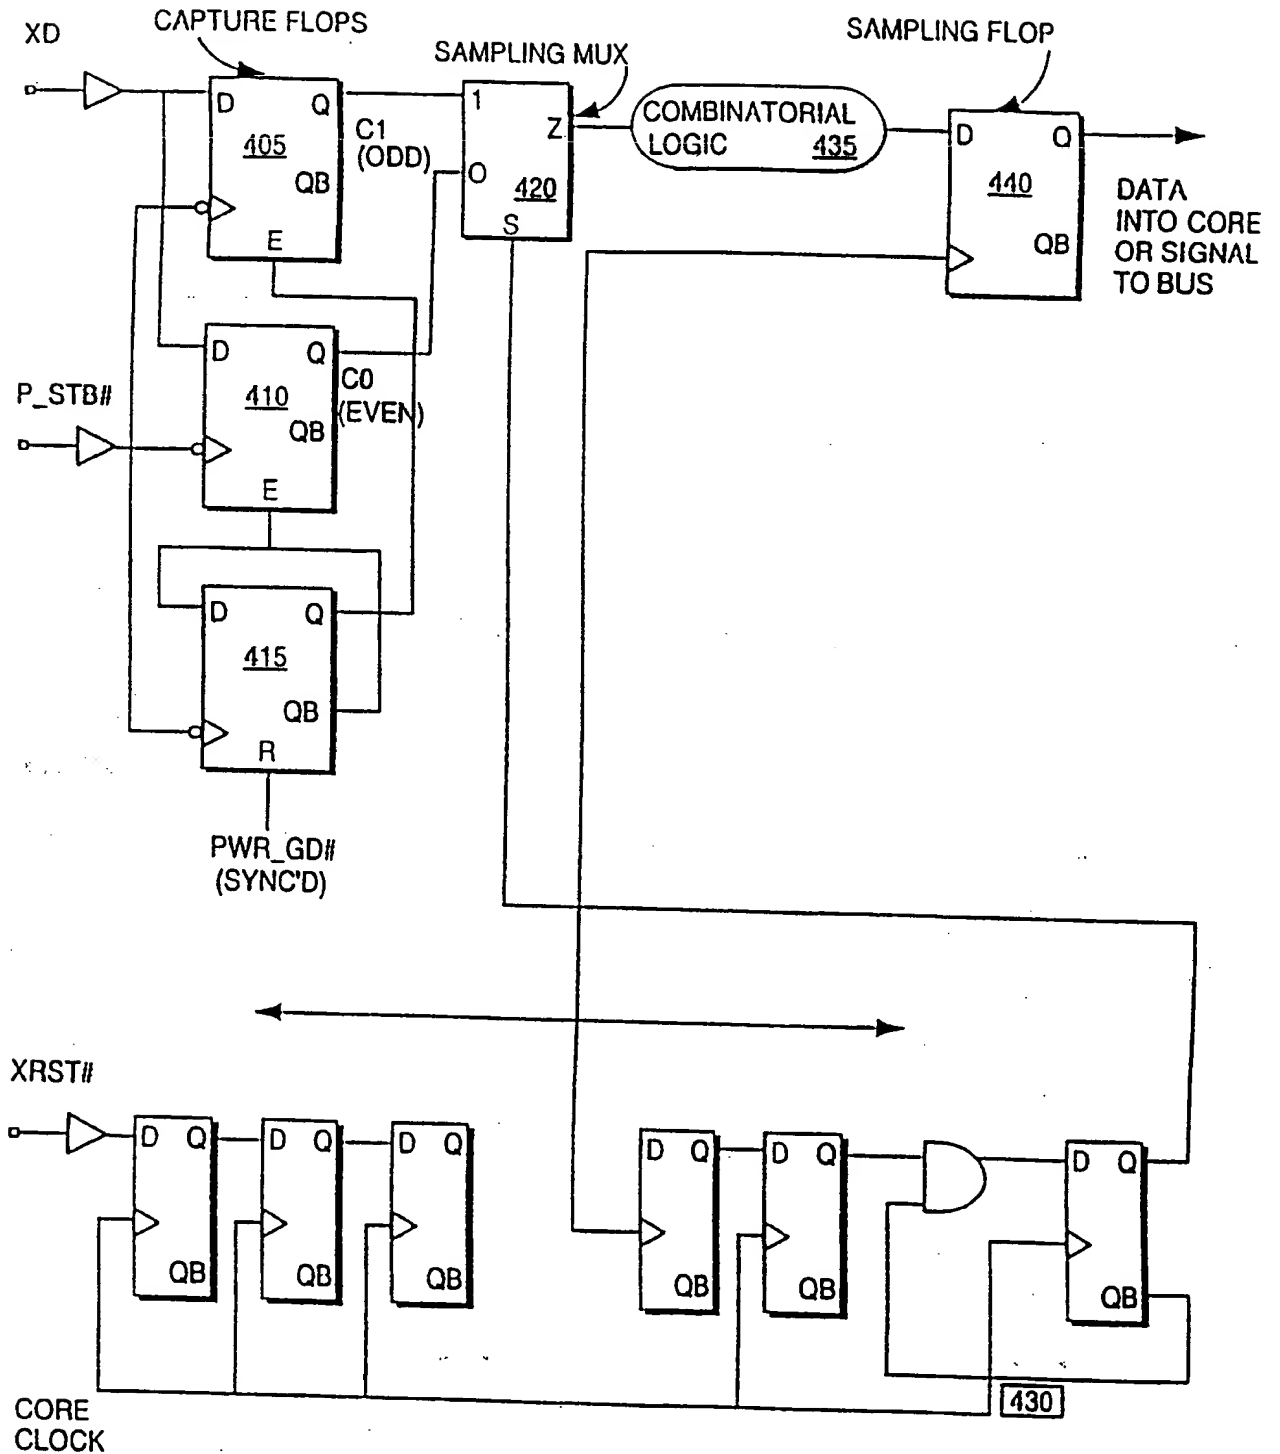 XD
CAPTURE FLOPS
SAMPLING MUX
SAMPLING FLOP
D Q
405
QB
E
C1
(ODD)
1
Z
O
420
S
COMBINATORIAL
LOGIC 435
D Q
440
QB
DATA
INTO CORE
OR SIGNAL
TO BUS
P_STB#
D Q
410
QB
E
C0
(EVEN)
D Q
415
QB
R
PWR_GD#
(SYNC'D)
XRST#
D Q
QB
D Q
QB
D Q
QB
D Q
QB
D Q
QB
D Q
QB
430
CORE
CLOCK